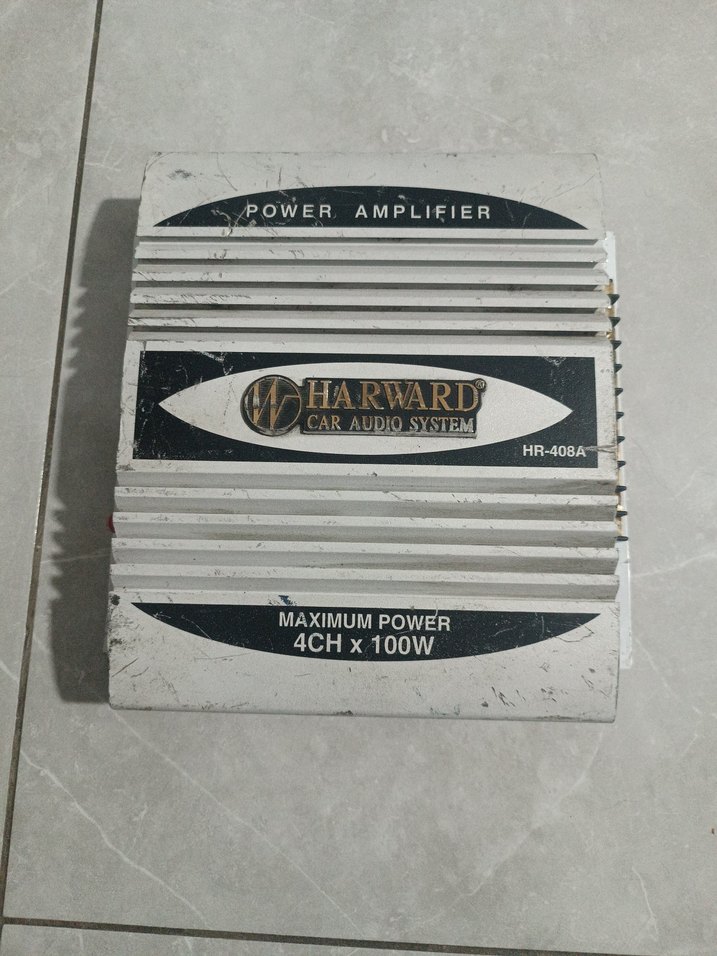 POWER AMPLIFIER
W HARWARD®
CAR AUDIO SYSTEM
HR-408A
MAXIMUM POWER
4CH x 100W